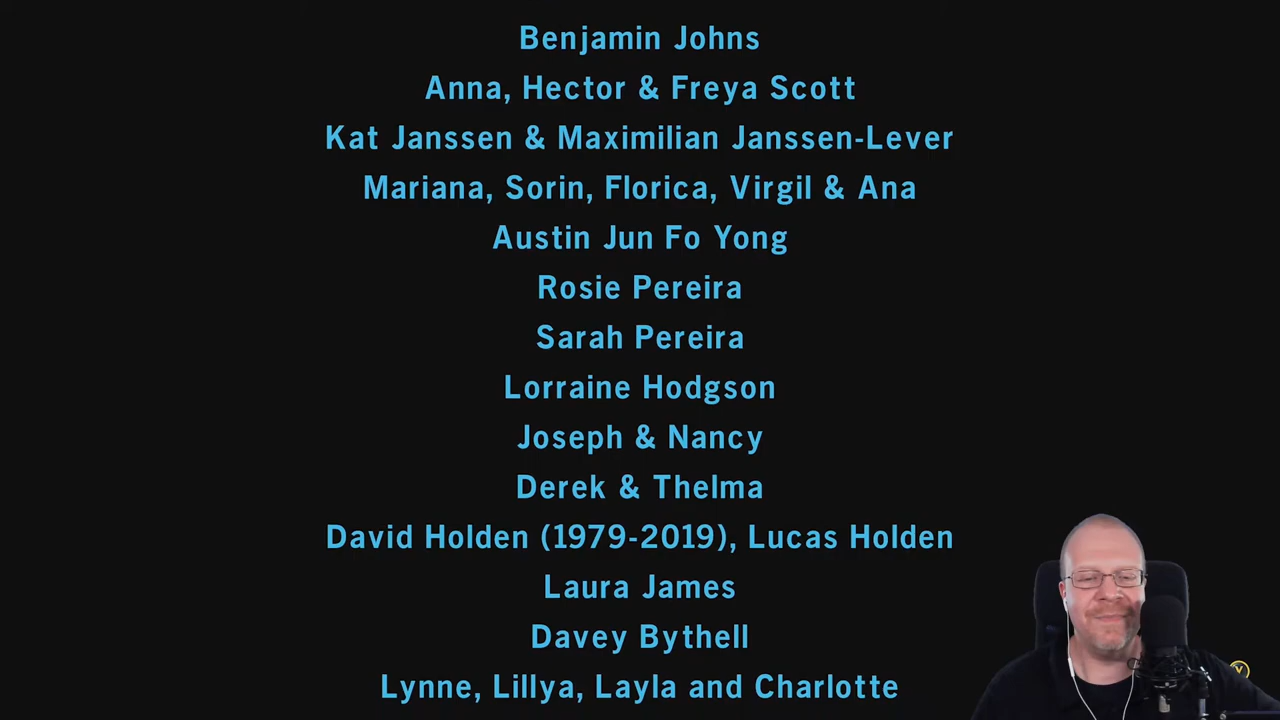 Benjamin Johns
Anna, Hector & Freya Scott
Kat Janssen & Maximilian Janssen-Lever
Mariana, Sorin, Florica, Virgil & Ana
Austin Jun Fo Yong
Rosie Pereira
Sarah Pereira
Lorraine Hodgson
Joseph & Nancy
Derek & Thelma
David Holden (1979-2019), Lucas Holden
Laura James
Davey Bythell
Lynne, Lillya, Layla and Charlotte
Y